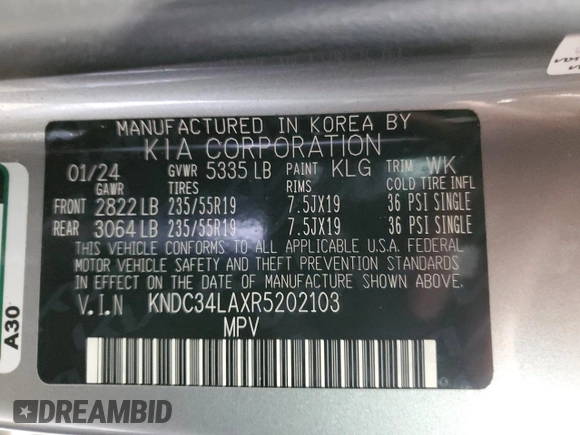 MANUFACTURED IN KOREA BY
KIA CORPORATION
01/24 GVWR 5335 LB PAINT KLG TRIM WK
GAWR TIRES RIMS COLD TIRE INFL
FRONT 2822 LB 235/55R19 7.5JX19 36 PSI SINGLE
REAR 3064 LB 235/55R19 7.5JX19 36 PSI SINGLE
THIS VEHICLE CONFORMS TO ALL APPLICABLE U.S.A. FEDERAL
MOTOR VEHICLE SAFETY AND THEFT PREVENTION STANDARDS
IN EFFECT ON THE DATE OF MANUFACTURE SHOWN ABOVE.
V.I.N KNDC34LAXR5202103
MPV
A30
DREAMBID